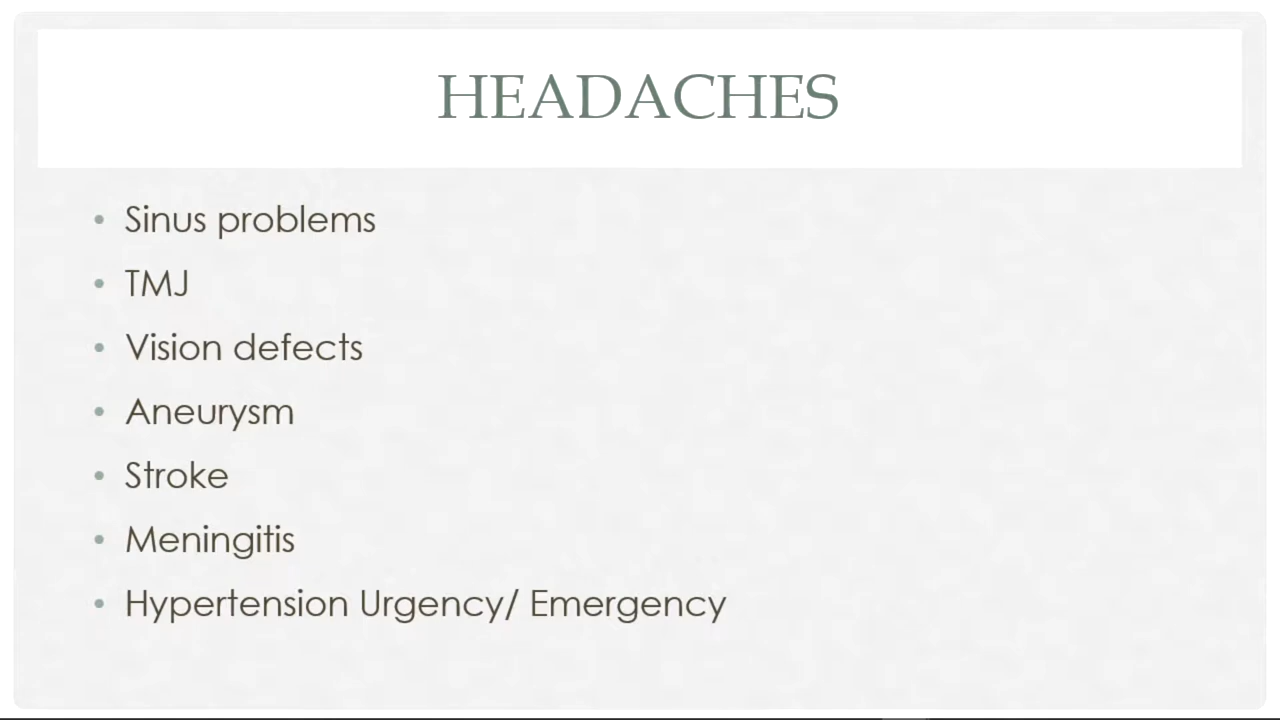 HEADACHES
• Sinus problems
• TMJ
• Vision defects
• Aneurysm
• Stroke
• Meningitis
• Hypertension Urgency/ Emergency